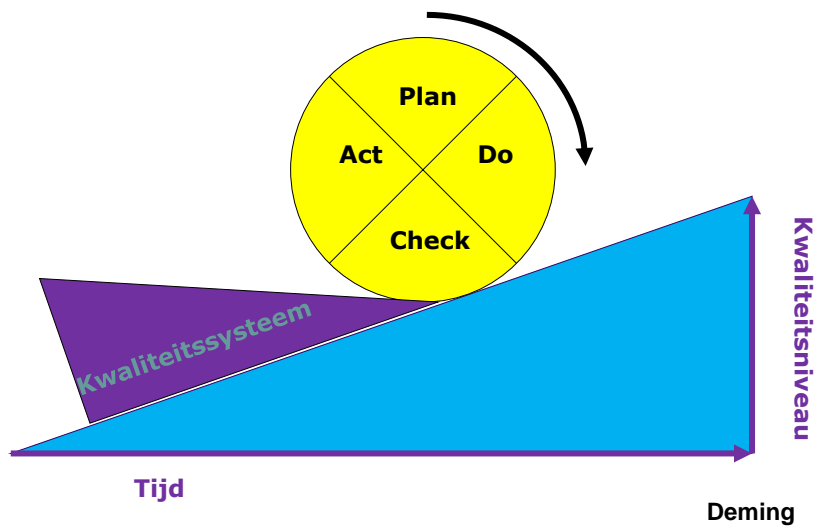 Plan
Act
Do
Check
Kwaliteitssysteem
Kwaliteitsniveau
Tijd
Deming